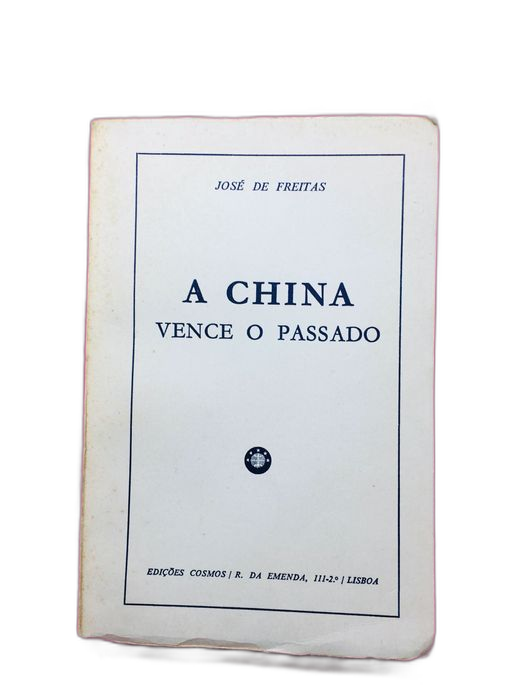 JOSÉ DE FREITAS
A CHINA
VENCE O PASSADO
EDIÇÕES COSMOS / R. DA EMENDA, 111-2.º / LISBOA